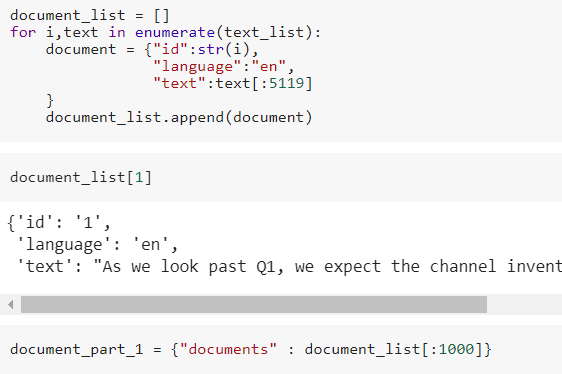 document_list = []
for i,text in enumerate(text_list):
    document = {"id":str(i),
                "language":"en",
                "text":text[:5119]
    }
    document_list.append(document)
document_list[1]
{'id': '1',
 'language': 'en',
 'text': "As we look past Q1, we expect the channel invent
document_part_1 = {"documents" : document_list[:1000]}